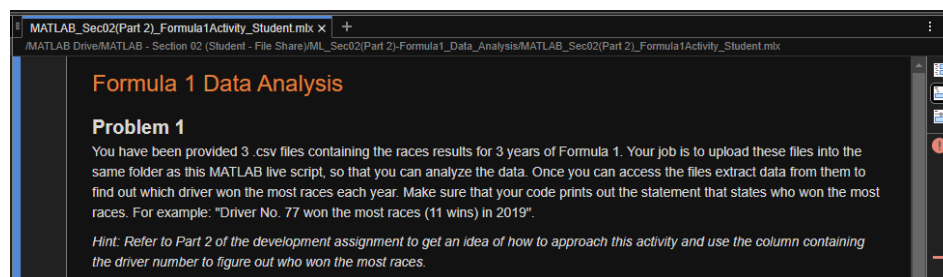 MATLAB_Sec02(Part 2)_Formula1Activity_Student.mlx × +
/MATLAB Drive/MATLAB - Section 02 (Student - File Share)/ML_Sec02(Part 2)-Formula1_Data_Analysis/MATLAB_Sec02(Part 2)_Formula1Activity_Student.mlx
Formula 1 Data Analysis
Problem 1
You have been provided 3 .csv files containing the races results for 3 years of Formula 1. Your job is to upload these files into the
same folder as this MATLAB live script, so that you can analyze the data. Once you can access the files extract data from them to
find out which driver won the most races each year. Make sure that your code prints out the statement that states who won the most
races. For example: "Driver No. 77 won the most races (11 wins) in 2019".
Hint: Refer to Part 2 of the development assignment to get an idea of how to approach this activity and use the column containing
the driver number to figure out who won the most races.